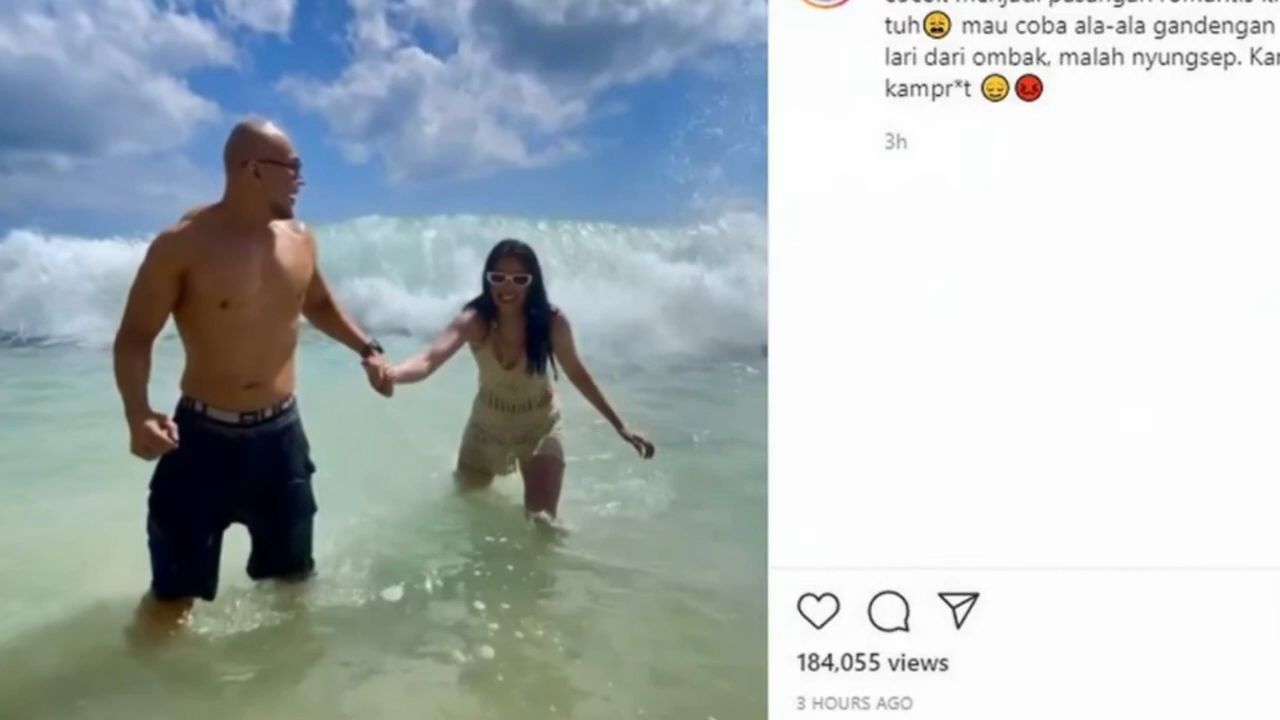 tuh😩 mau coba ala-ala gandengan
lari dari ombak, malah nyungsep.
kampr*t 😔😡
3h
184,055 views
3 HOURS AGO